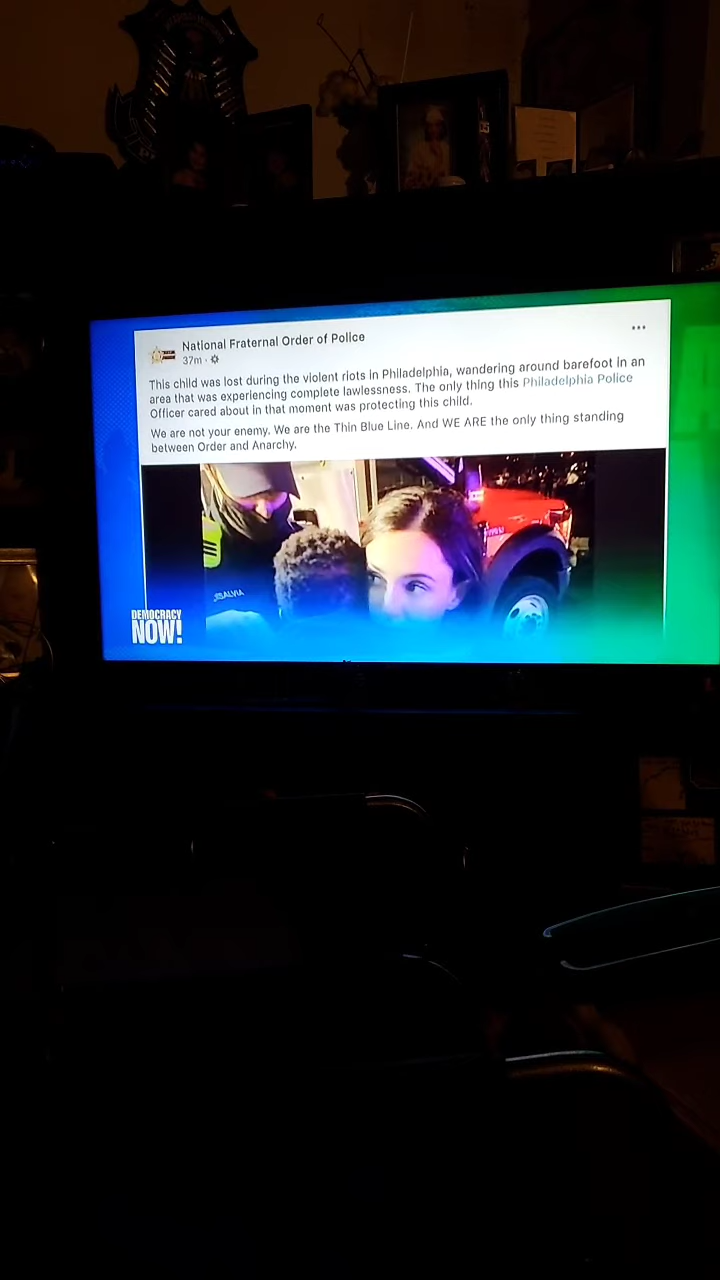 National Fraternal Order of Police
37m ·
This child was lost during the violent riots in Philadelphia, wandering around barefoot in an
area that was experiencing complete lawlessness. The only thing this Philadelphia Police
Officer cared about in that moment was protecting this child.
We are not your enemy. We are the Thin Blue Line. And WE ARE the only thing standing
between Order and Anarchy.
DEMOCRACY
NOW!